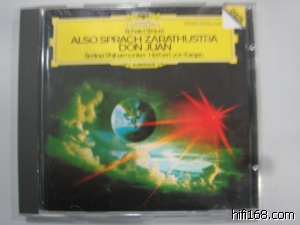 Richard Strauss
ALSO SPRACH ZARATHUSTRA
DON JUAN
Berliner Philharmoniker · Herbert von Karajan
hifi168.com